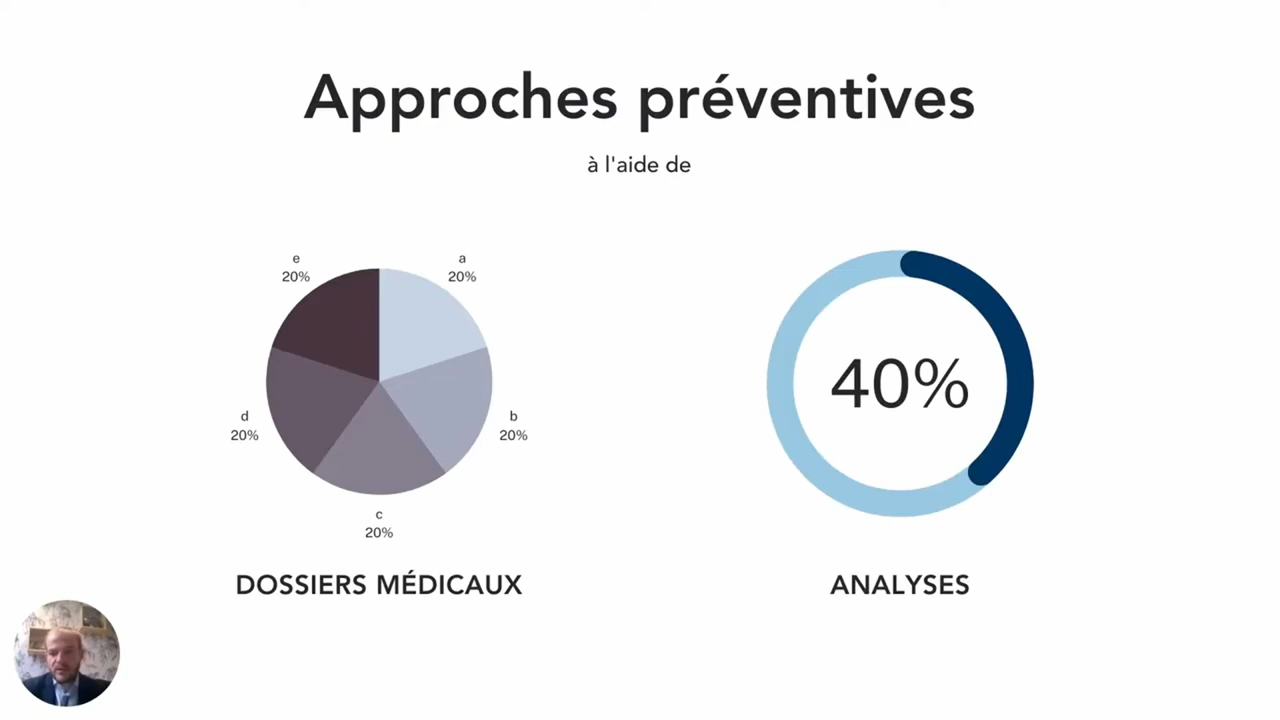 Approches préventives
à l'aide de
e
20%
a
20%
d
20%
b
20%
c
20%
40%
DOSSIERS MÉDICAUX
ANALYSES